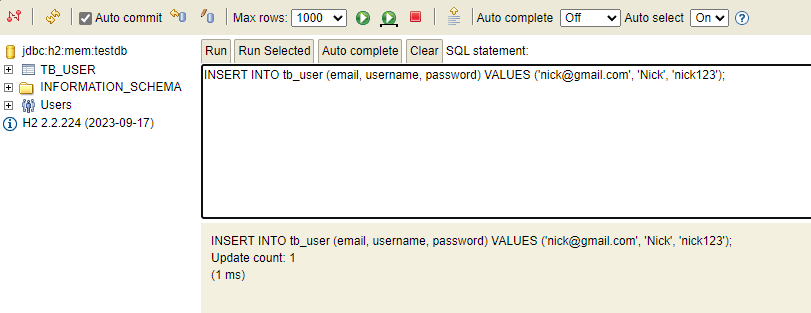 Auto commit Max rows: 1000 Auto complete Off Auto select On ?
jdbc:h2:mem:testdb
TB_USER
INFORMATION_SCHEMA
Users
H2 2.2.224 (2023-09-17)
Run Run Selected Auto complete Clear SQL statement:
INSERT INTO tb_user (email, username, password) VALUES ('nick@gmail.com', 'Nick', 'nick123');
INSERT INTO tb_user (email, username, password) VALUES ('nick@gmail.com', 'Nick', 'nick123');
Update count: 1
(1 ms)